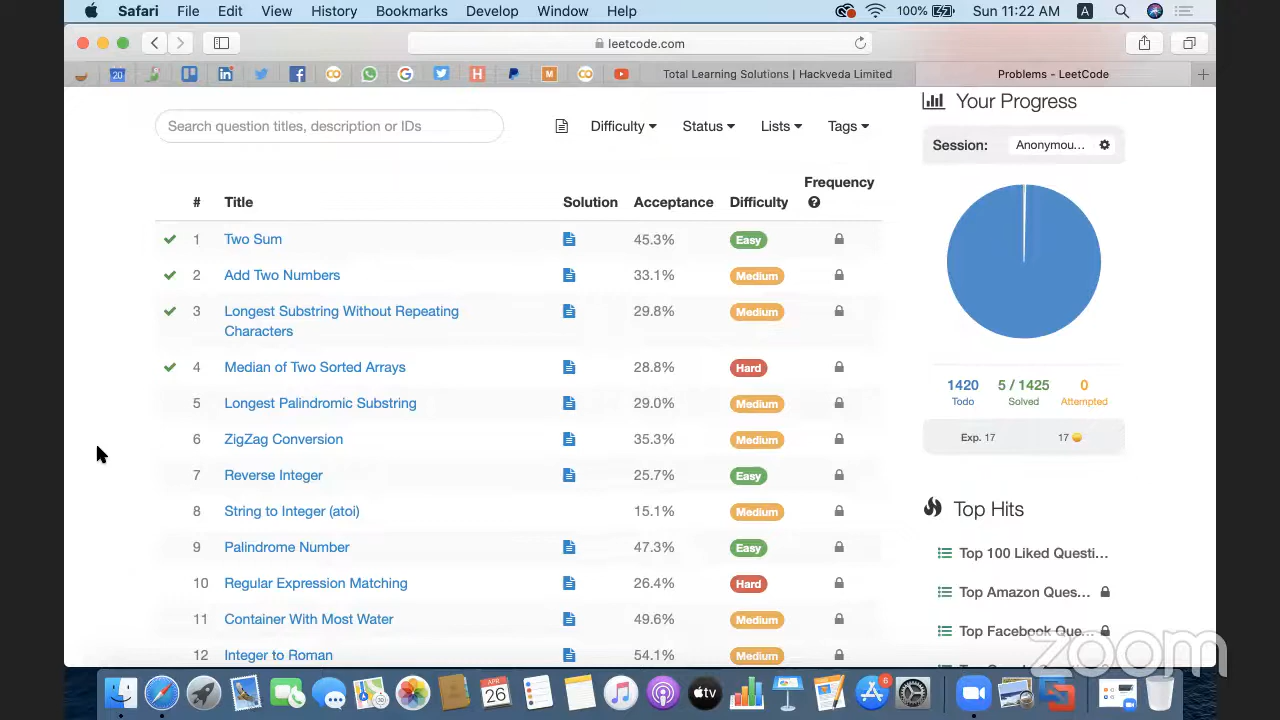 Safari File Edit View History Bookmarks Develop Window Help 100% Sun 11:22 AM A
leetcode.com
20 Total Learning Solutions | Hackveda Limited Problems - LeetCode
Search question titles, description or IDs Difficulty Status Lists Tags
# Title Solution Acceptance Difficulty Frequency
1 Two Sum 45.3% Easy
2 Add Two Numbers 33.1% Medium
3 Longest Substring Without Repeating
Characters 29.8% Medium
4 Median of Two Sorted Arrays 28.8% Hard
5 Longest Palindromic Substring 29.0% Medium
6 ZigZag Conversion 35.3% Medium
7 Reverse Integer 25.7% Easy
8 String to Integer (atoi) 15.1% Medium
9 Palindrome Number 47.3% Easy
10 Regular Expression Matching 26.4% Hard
11 Container With Most Water 49.6% Medium
12 Integer to Roman 54.1% Medium
Your Progress
Session: Anonymou...
1420 5 / 1425 0
Todo Solved Attempted
Exp. 17 17
Top Hits
Top 100 Liked Questi...
Top Amazon Ques...
Top Facebook Que...
zoom
APR 26 tv 6